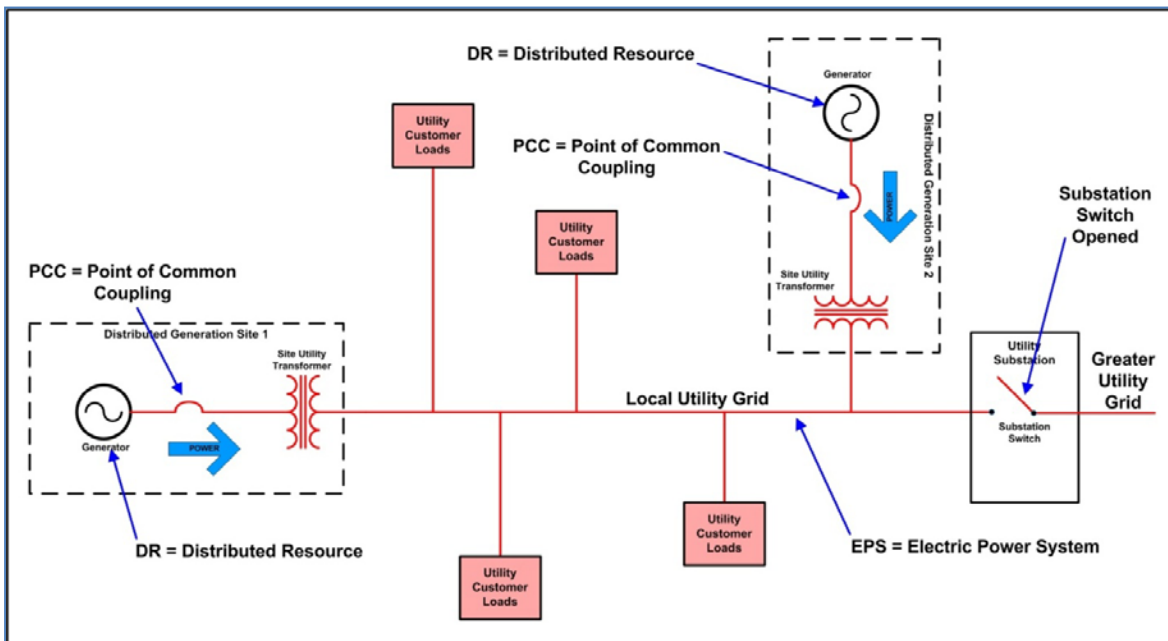 DR = Distributed Resource
Generator
Distributed Generation Site 2
PCC = Point of Common
Coupling
POWER
Site Utility
Transformer
Utility
Customer
Loads
Utility
Customer
Loads
Substation
Switch
Opened
PCC = Point of Common
Coupling
Distributed Generation Site 1
Site Utility
Transformer
Generator
POWER
DR = Distributed Resource
Local Utility Grid
Utility
Substation
Substation
Switch
Greater
Utility
Grid
Utility
Customer
Loads
Utility
Customer
Loads
EPS = Electric Power System